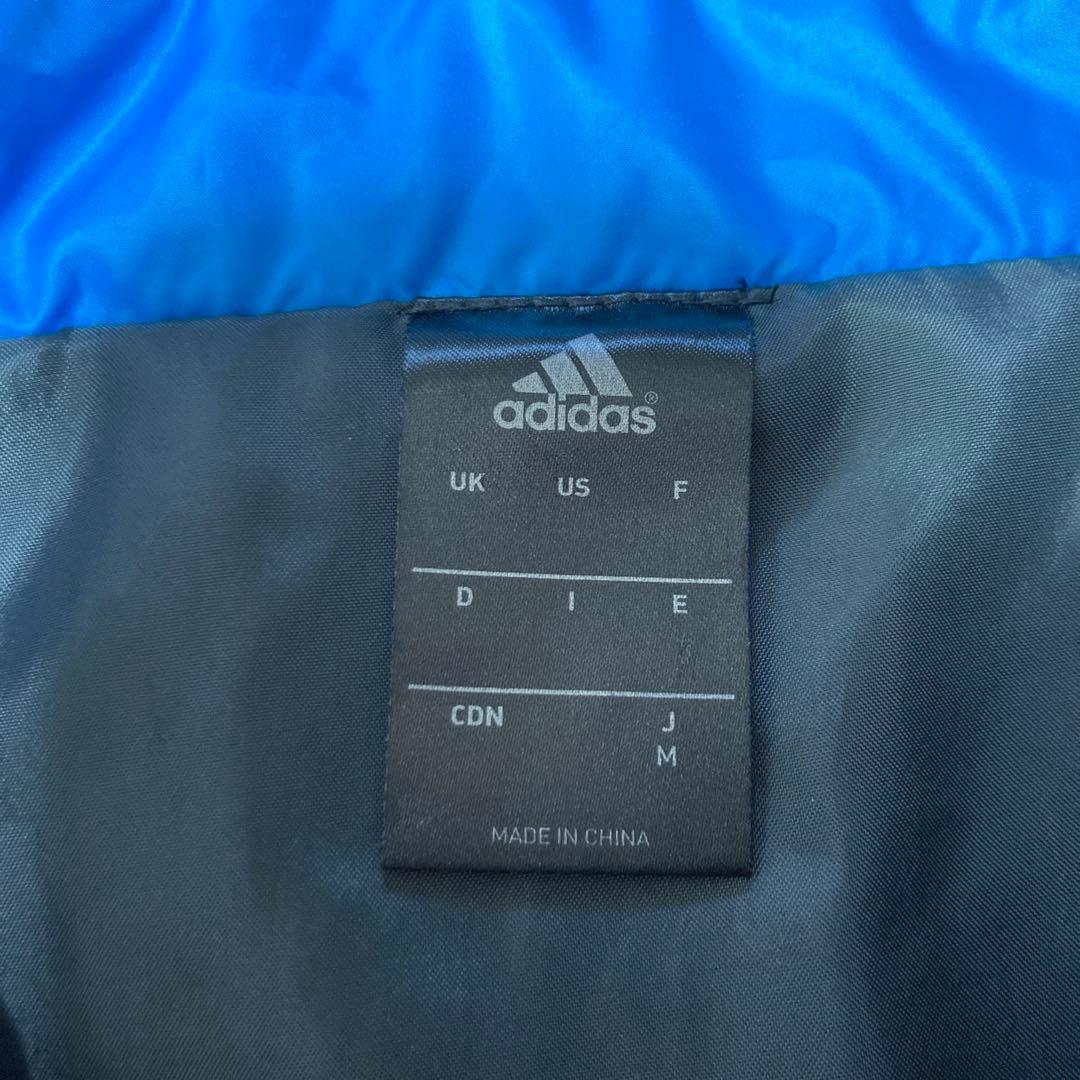 adidas®
UK US F
D I E
CDN J
M
MADE IN CHINA